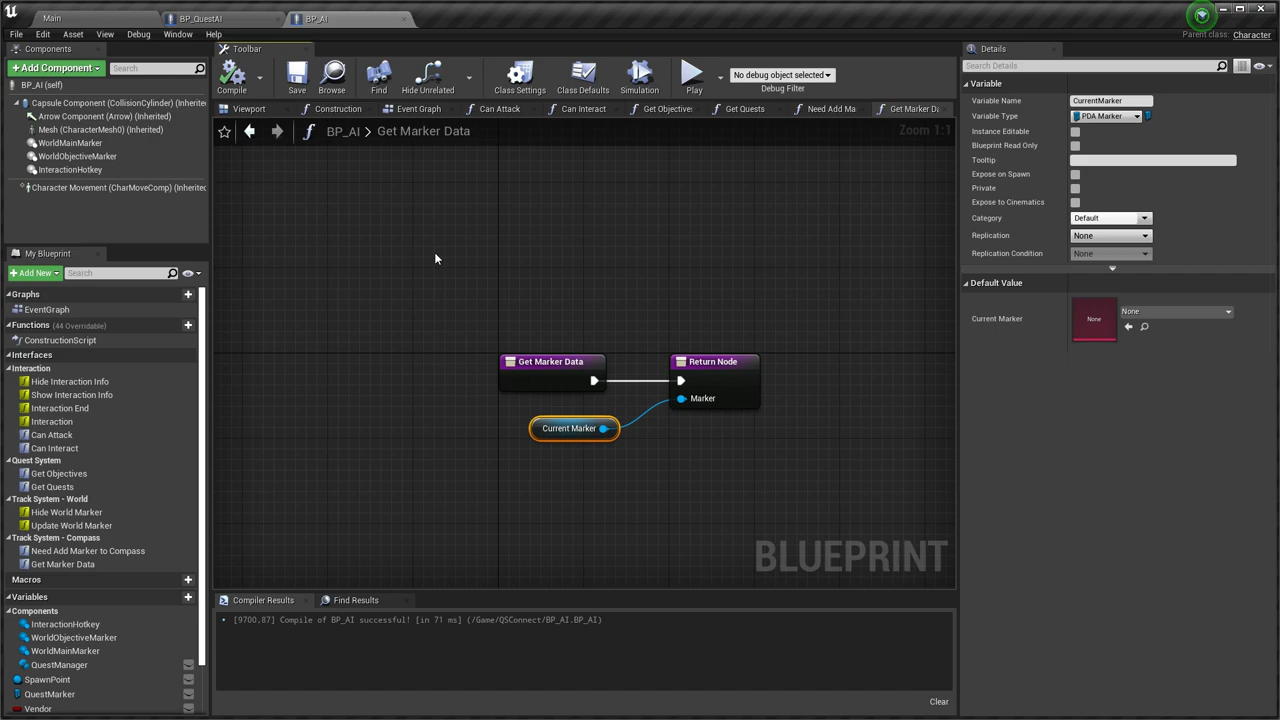 Main
BP_QuestAI
BP_AI
File Edit Asset View Debug Window Help
Parent class: Character
Components
+ Add Component
Search
BP_AI (self)
Capsule Component (CollisionCylinder) (Inherited
Arrow Component (Arrow) (Inherited)
Mesh (CharacterMesh0) (Inherited)
WorldMainMarker
WorldObjectiveMarker
InteractionHotkey
Character Movement (CharMoveComp) (Inherited
My Blueprint
+ Add New
Search
Graphs
EventGraph
Functions (44 Overridable)
ConstructionScript
Interfaces
Interaction
Hide Interaction Info
Show Interaction Info
Interaction End
Interaction
Can Attack
Can Interact
Quest System
Get Objectives
Get Quests
Track System - World
Hide World Marker
Update World Marker
Track System - Compass
Need Add Marker to Compass
Get Marker Data
Macros
Variables
Components
InteractionHotkey
WorldObjectiveMarker
WorldMainMarker
QuestManager
SpawnPoint
QuestMarker
Vendor
Toolbar
Compile
Save
Browse
Find
Hide Unrelated
Class Settings
Class Defaults
Simulation
Play
No debug object selected
Debug Filter
Viewport
Construction
Event Graph
Can Attack
Can Interact
Get Objective
Get Quests
Need Add Ma
Get Marker Da
BP_AI > Get Marker Data
Zoom 1:1
Get Marker Data
Return Node
Marker
Current Marker
BLUEPRINT
Compiler Results
Find Results
[9700.87] Compile of BP_AI successful! [in 71 ms] (/Game/QSConnect/BP_AI.BP_AI)
Clear
Details
Search Details
Variable
Variable Name CurrentMarker
Variable Type PDA Marker
Instance Editable
Blueprint Read Only
Tooltip
Expose on Spawn
Private
Expose to Cinematics
Category Default
Replication None
Replication Condition None
Default Value
Current Marker None None